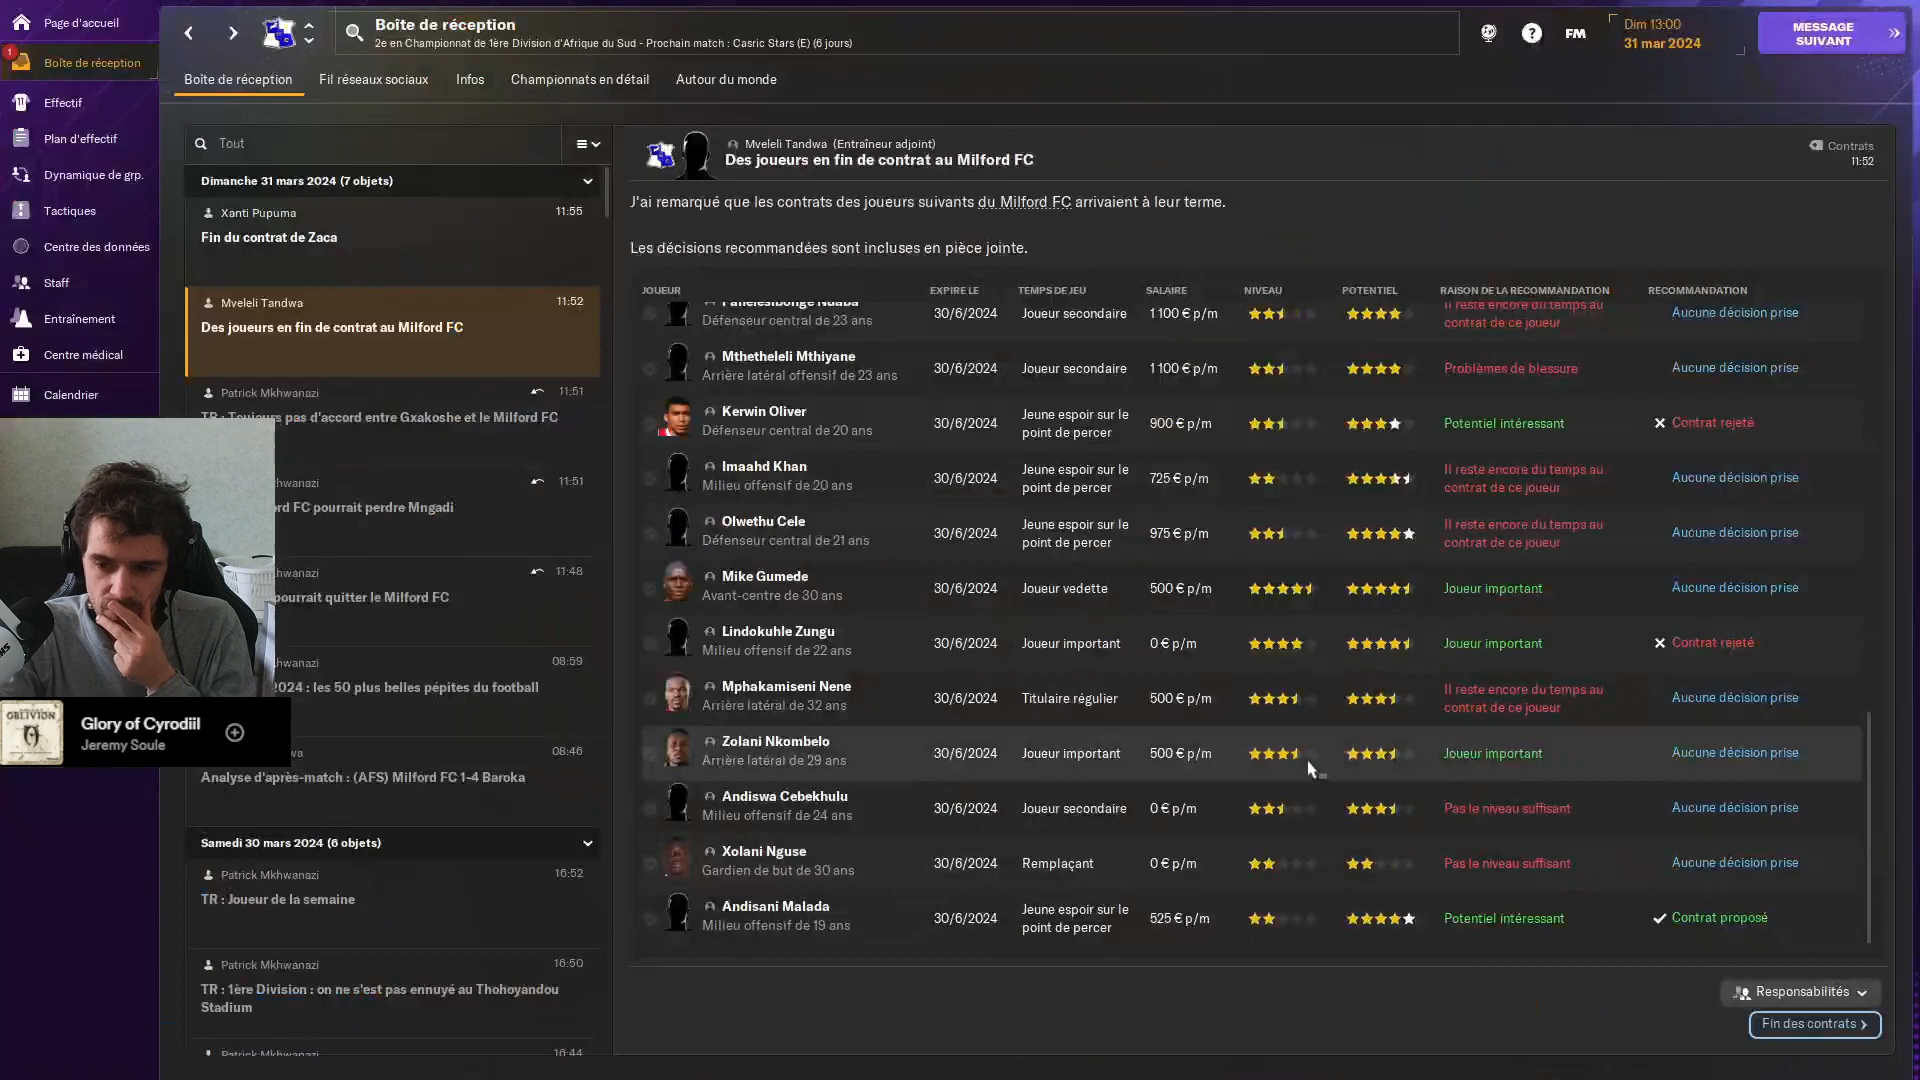 Page d'accueil
1
Boîte de réception
Effectif
Plan d'effectif
Dynamique de grp.
Tactiques
Centre des données
Staff
Entraînement
Centre médical
Calendrier
Boîte de réception
2e en Championnat de 1ère Division d'Afrique du Sud - Prochain match : Casric Stars (E) (6 jours)
?
FM
Dim 13:00
31 mar 2024
MESSAGE
SUIVANT
Boîte de réception
Fil réseaux sociaux
Infos
Championnats en détail
Autour du monde
Tout
Dimanche 31 mars 2024 (7 objets)
Xanti Pupuma
11:55
Fin du contrat de Zaca
Mveleli Tandwa
11:52
Des joueurs en fin de contrat au Milford FC
Patrick Mkhwanazi
11:51
TR : Toujours pas d'accord entre Gxakoshe et le Milford FC
hwanazi
11:51
rd FC pourrait perdre Mngadi
hwanazi
11:48
pourrait quitter le Milford FC
hwanazi
08:59
2024 : les 50 plus belles pépites du football
wa
08:46
Analyse d'après-match : (AFS) Milford FC 1-4 Baroka
Samedi 30 mars 2024 (6 objets)
Patrick Mkhwanazi
16:52
TR : Joueur de la semaine
Patrick Mkhwanazi
16:50
TR : 1ère Division : on ne s'est pas ennuyé au Thohoyandou
Stadium
Patrick Mkhwanazi
16:44
OBLIVION
Glory of Cyrodiil
Jeremy Soule
Mveleli Tandwa (Entraîneur adjoint)
Des joueurs en fin de contrat au Milford FC
Contrats
11:52
J'ai remarqué que les contrats des joueurs suivants du Milford FC arrivaient à leur terme.
Les décisions recommandées sont incluses en pièce jointe.
JOUEUR EXPIRE LE TEMPS DE JEU SALAIRE NIVEAU POTENTIEL RAISON DE LA RECOMMANDATION RECOMMANDATION
Défenseur central de 23 ans
30/6/2024
Joueur secondaire
1 100 € p/m
Il reste encore du temps au
contrat de ce joueur
Aucune décision prise
Mthetheleli Mthiyane
Arrière latéral offensif de 23 ans
30/6/2024
Joueur secondaire
1 100 € p/m
Problèmes de blessure
Aucune décision prise
Kerwin Oliver
Défenseur central de 20 ans
30/6/2024
Jeune espoir sur le
point de percer
900 € p/m
Potentiel intéressant
Contrat rejeté
Imaahd Khan
Milieu offensif de 20 ans
30/6/2024
Jeune espoir sur le
point de percer
725 € p/m
Il reste encore du temps au
contrat de ce joueur
Aucune décision prise
Olwethu Cele
Défenseur central de 21 ans
30/6/2024
Jeune espoir sur le
point de percer
975 € p/m
Il reste encore du temps au
contrat de ce joueur
Aucune décision prise
Mike Gumede
Avant-centre de 30 ans
30/6/2024
Joueur vedette
500 € p/m
Joueur important
Aucune décision prise
Lindokuhle Zungu
Milieu offensif de 22 ans
30/6/2024
Joueur important
0 € p/m
Joueur important
Contrat rejeté
Mphakamiseni Nene
Arrière latéral de 32 ans
30/6/2024
Titulaire régulier
500 € p/m
Il reste encore du temps au
contrat de ce joueur
Aucune décision prise
Zolani Nkombelo
Arrière latéral de 29 ans
30/6/2024
Joueur important
500 € p/m
Joueur important
Aucune décision prise
Andiswa Cebekhulu
Milieu offensif de 24 ans
30/6/2024
Joueur secondaire
0 € p/m
Pas le niveau suffisant
Aucune décision prise
Xolani Nguse
Gardien de but de 30 ans
30/6/2024
Remplaçant
0 € p/m
Pas le niveau suffisant
Aucune décision prise
Andisani Malada
Milieu offensif de 19 ans
30/6/2024
Jeune espoir sur le
point de percer
525 € p/m
Potentiel intéressant
Contrat proposé
Responsabilités
Fin des contrats